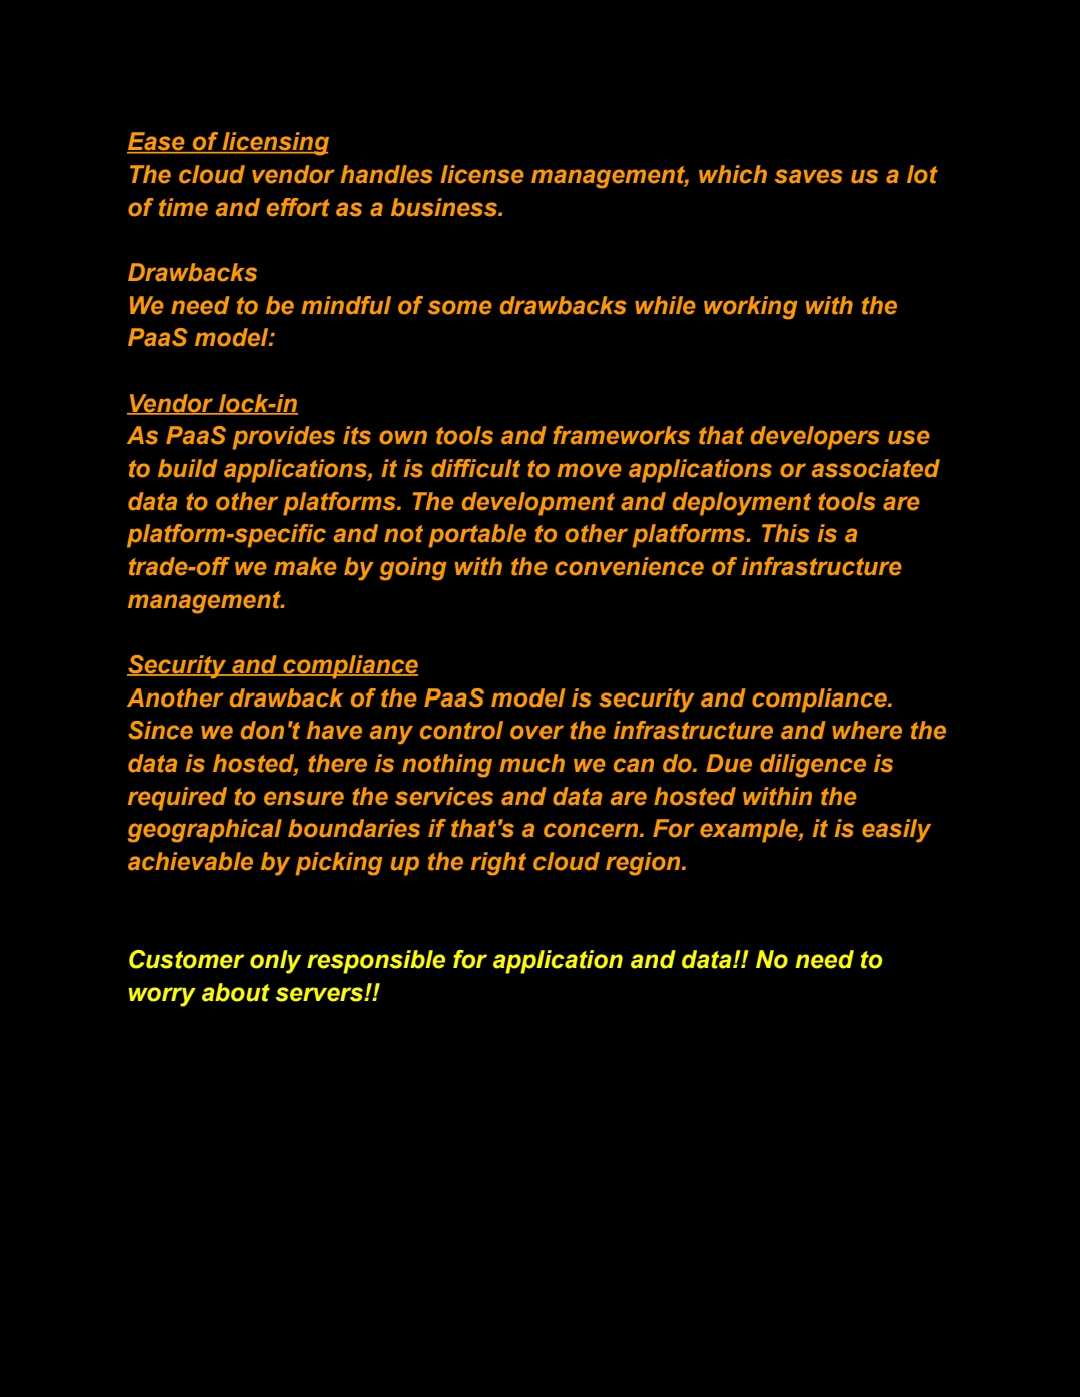 Ease of licensing
The cloud vendor handles license management, which saves us a lot
of time and effort as a business.
Drawbacks
We need to be mindful of some drawbacks while working with the
PaaS model:
Vendor lock-in
As PaaS provides its own tools and frameworks that developers use
to build applications, it is difficult to move applications or associated
data to other platforms. The development and deployment tools are
platform-specific and not portable to other platforms. This is a
trade-off we make by going with the convenience of infrastructure
management.
Security and compliance
Another drawback of the PaaS model is security and compliance.
Since we don't have any control over the infrastructure and where the
data is hosted, there is nothing much we can do. Due diligence is
required to ensure the services and data are hosted within the
geographical boundaries if that's a concern. For example, it is easily
achievable by picking up the right cloud region.
Customer only responsible for application and data!! No need to
worry about servers!!